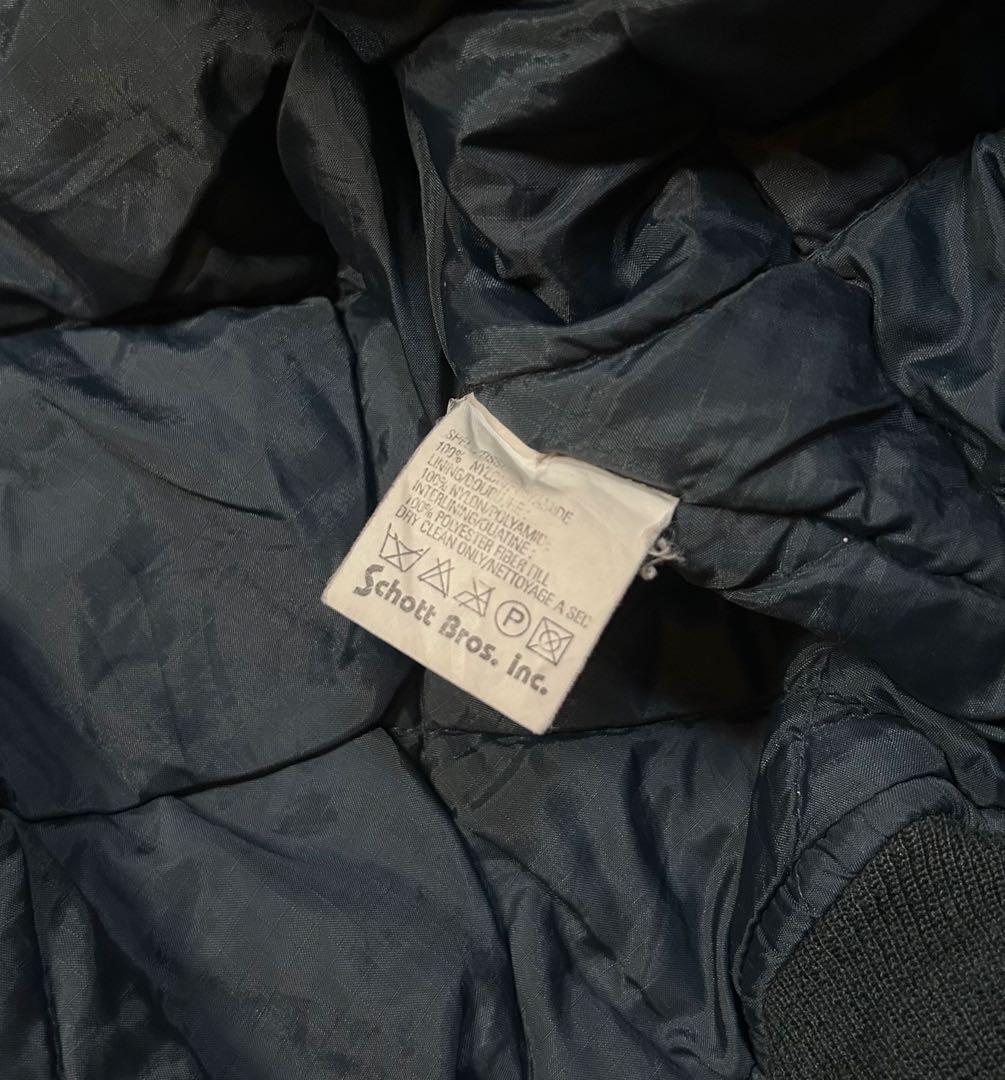 100% NYLON
LINING/DOUBLURE:
100% NYLON/POLYAMIDE
INTERLINING/OUATINE:
100% POLYESTER FIBER FILL
DRY CLEAN ONLY/NETTOYAGE A SEC
P
Schott Bros. inc.